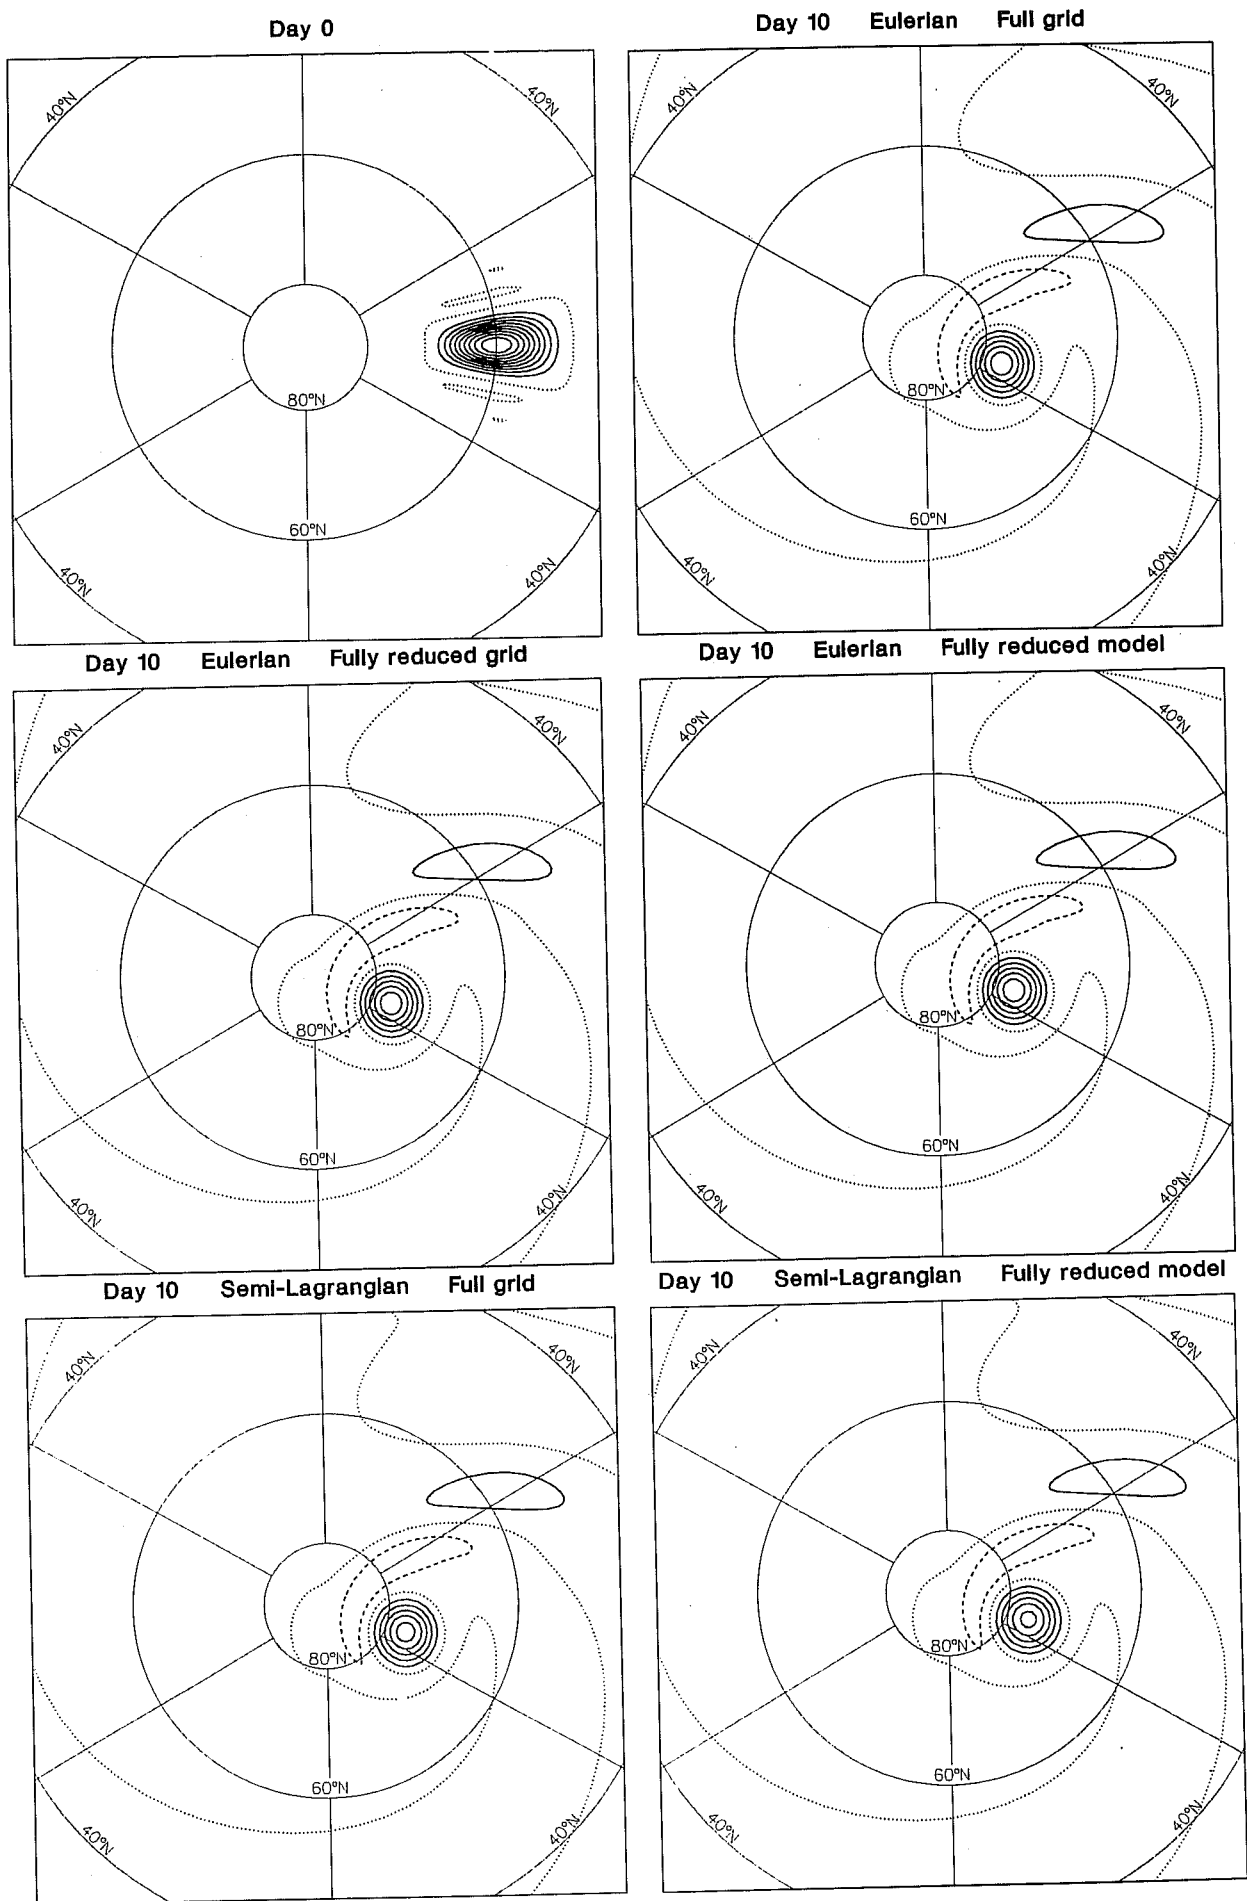 Day 0
40°N
40°N
80°N
60°N
40°N
40°N
Day 10 Eulerian Full grid
40°N
40°N
80°N
60°N
40°N
40°N
Day 10 Eulerian Fully reduced grid
40°N
40°N
80°N
60°N
40°N
40°N
Day 10 Eulerian Fully reduced model
40°N
40°N
80°N
60°N
40°N
40°N
Day 10 Semi-Lagrangian Full grid
40°N
40°N
80°N
60°N
40°N
40°N
Day 10 Semi-Lagrangian Fully reduced model
40°N
40°N
80°N
60°N
40°N
40°N